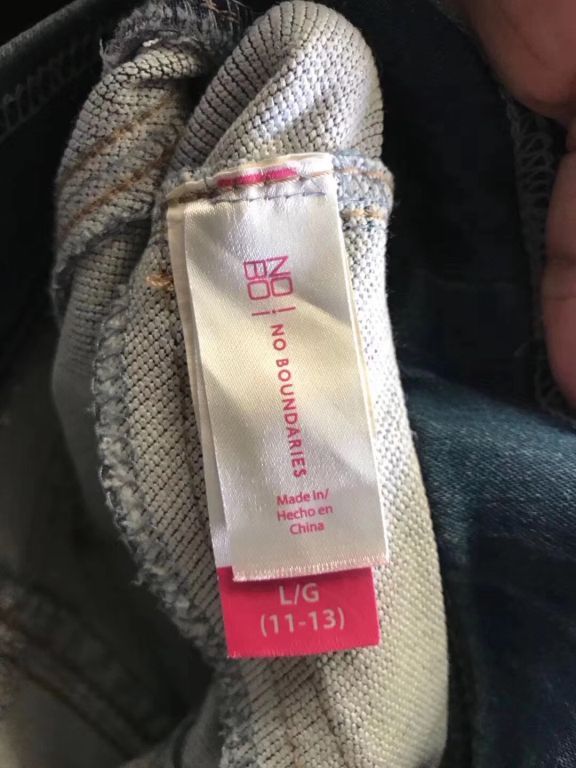 NO!
BO!
NO BOUNDARIES
Made In/
Hecho en
China
L/G
(11-13)